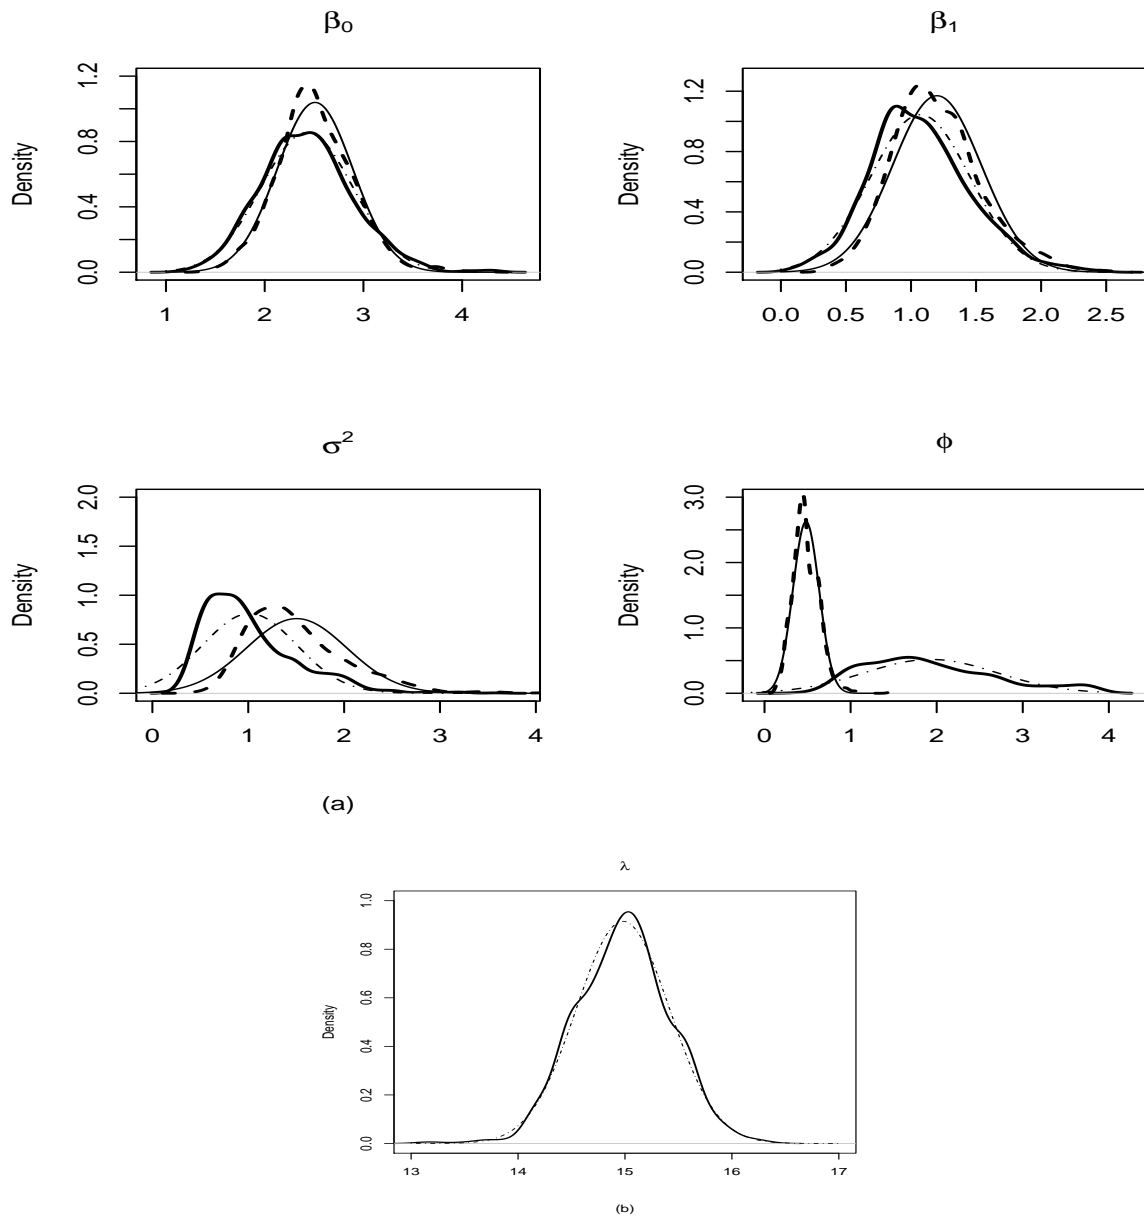 β₀
Density
0.0 0.4 0.8 1.2
1 2 3 4
β₁
Density
0.0 0.4 0.8 1.2
0.0 0.5 1.0 1.5 2.0 2.5
σ²
Density
0.0 0.5 1.0 1.5 2.0
0 1 2 3 4
ϕ
Density
0.0 1.0 2.0 3.0
0 1 2 3 4
(a)
λ
Density
0.0 0.2 0.4 0.6 0.8 1.0
13 14 15 16 17
(b)